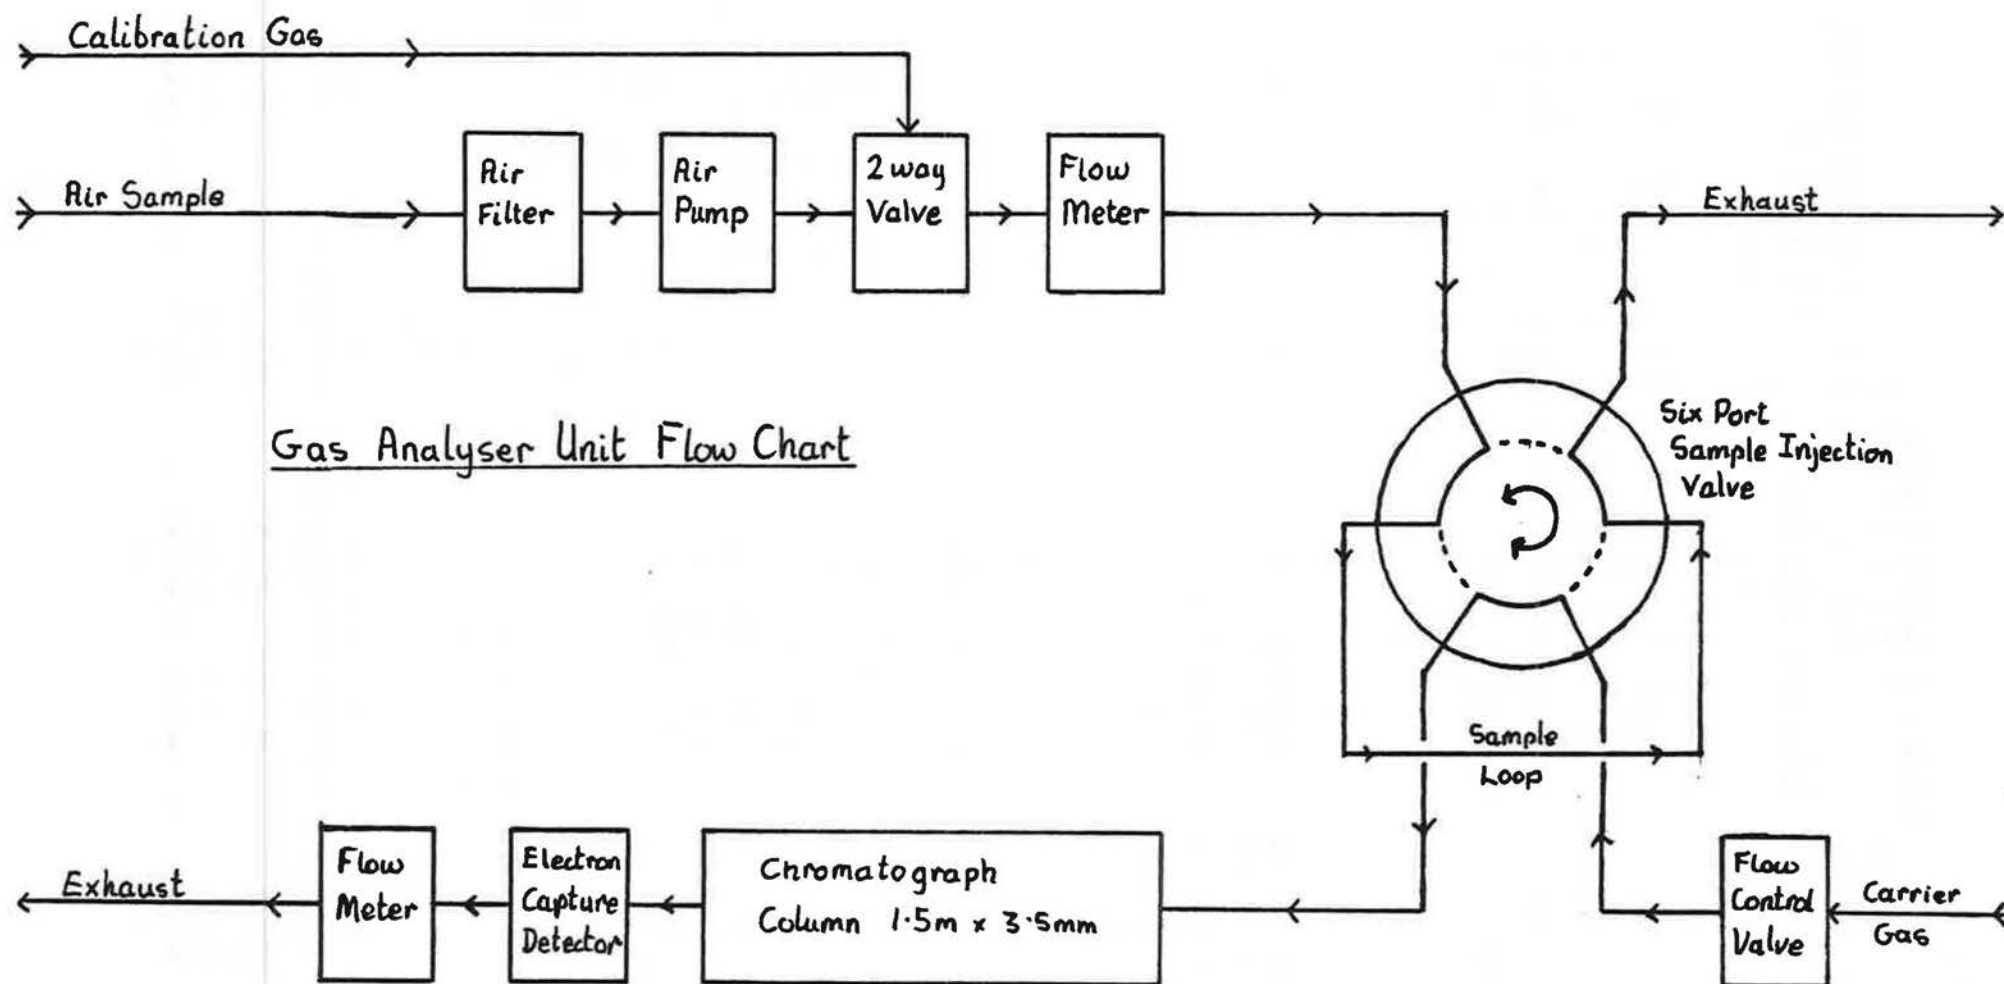 Calibration Gas
Air Sample
Air
Filter
Air
Pump
2 way
Valve
Flow
Meter
Exhaust
Gas Analyser Unit Flow Chart
Six Port
Sample Injection
Valve
Sample
Loop
Exhaust
Flow
Meter
Electron
Capture
Detector
Chromatograph
Column 1·5m x 3·5mm
Flow
Control
Valve
Carrier
Gas